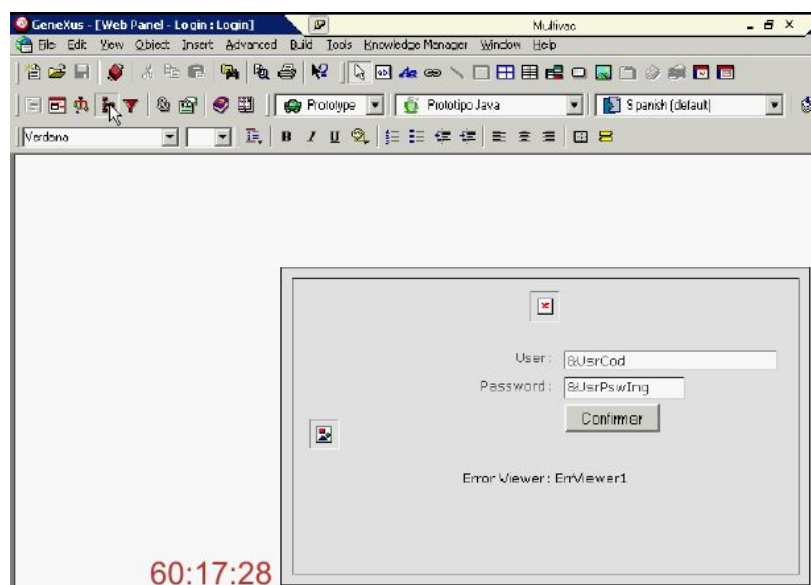 GeneXus - [Web Panel - Login : Login]
Multivac
File Edit View Object Insert Advanced Build Tools Knowledge Manager Window Help
Prototype Prototipo Java Spanish (default)
Verdana
User: &UsrCod
Password: &UsrPswIng
Confirmar
Error Viewer: ErrViewer1
60:17:28